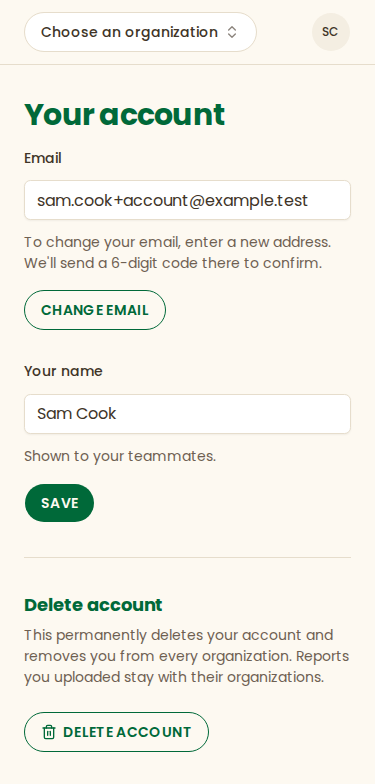 Choose an organization
SC
Your account
Email
sam.cook+account@example.test
To change your email, enter a new address.
We'll send a 6-digit code there to confirm.
CHANGE EMAIL
Your name
Sam Cook
Shown to your teammates.
SAVE
Delete account
This permanently deletes your account and
removes you from every organization. Reports
you uploaded stay with their organizations.
DELETE ACCOUNT